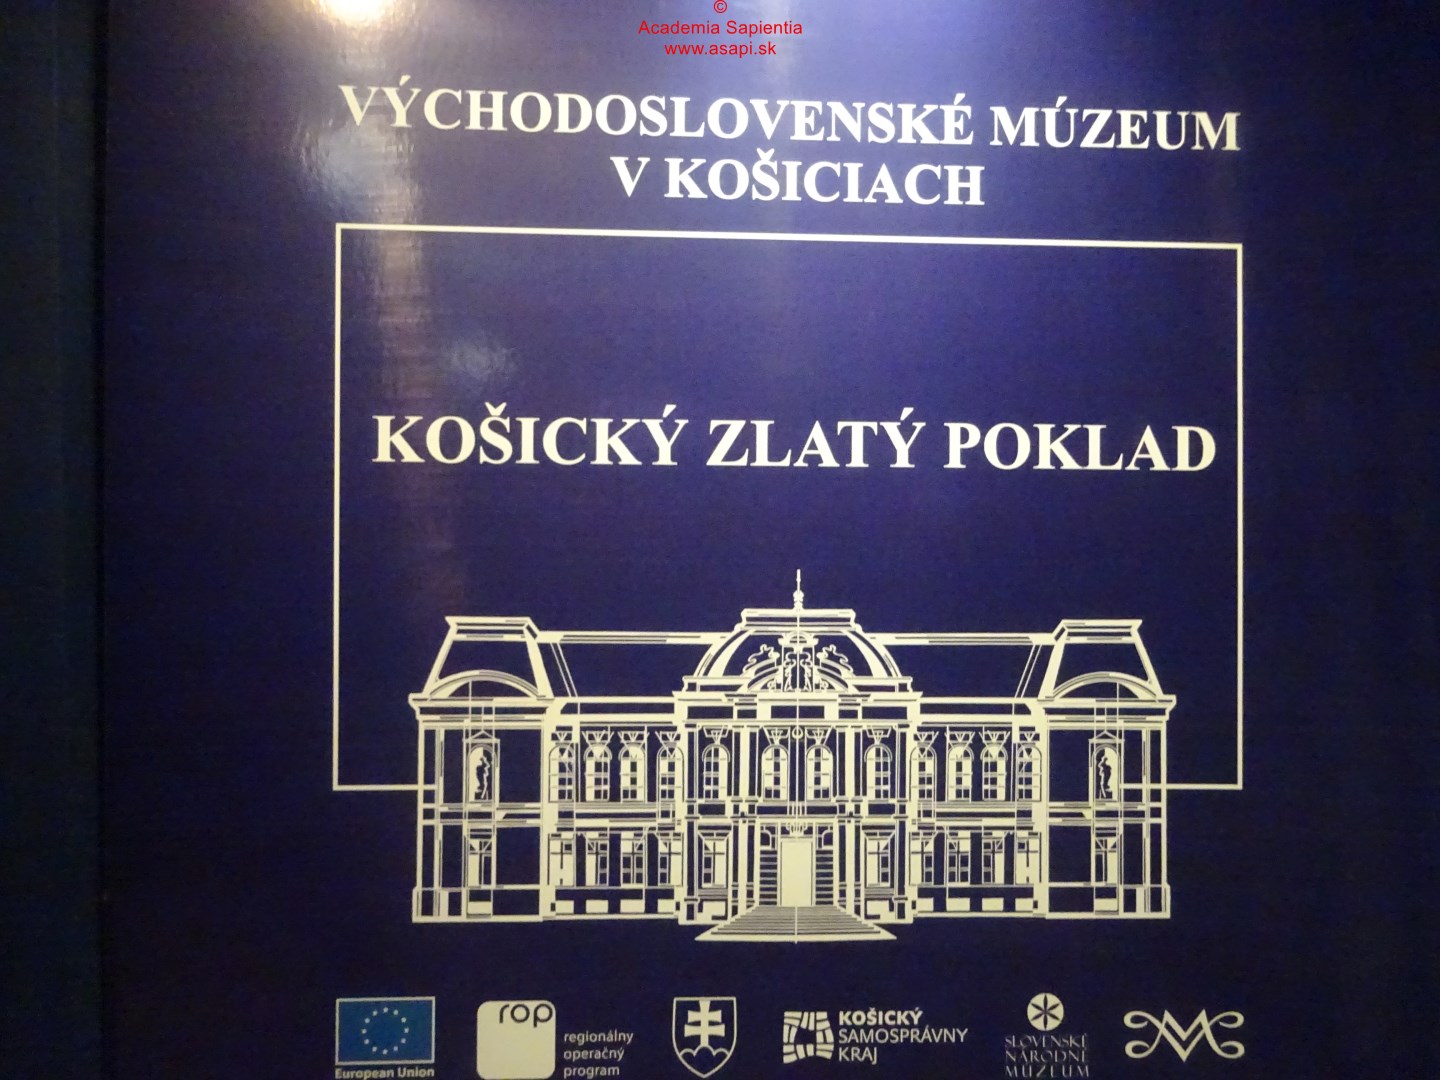 ©
Academia Sapientia
www.asapi.sk
VÝCHODOSLOVENSKÉ MÚZEUM
V KOŠICIACH
KOŠICKÝ ZLATÝ POKLAD
European Union
rop
regionálny
operačný
program
KOŠICKÝ
SAMOSPRÁVNY
KRAJ
SLOVENSKÉ
NÁRODNÉ
MÚZEUM